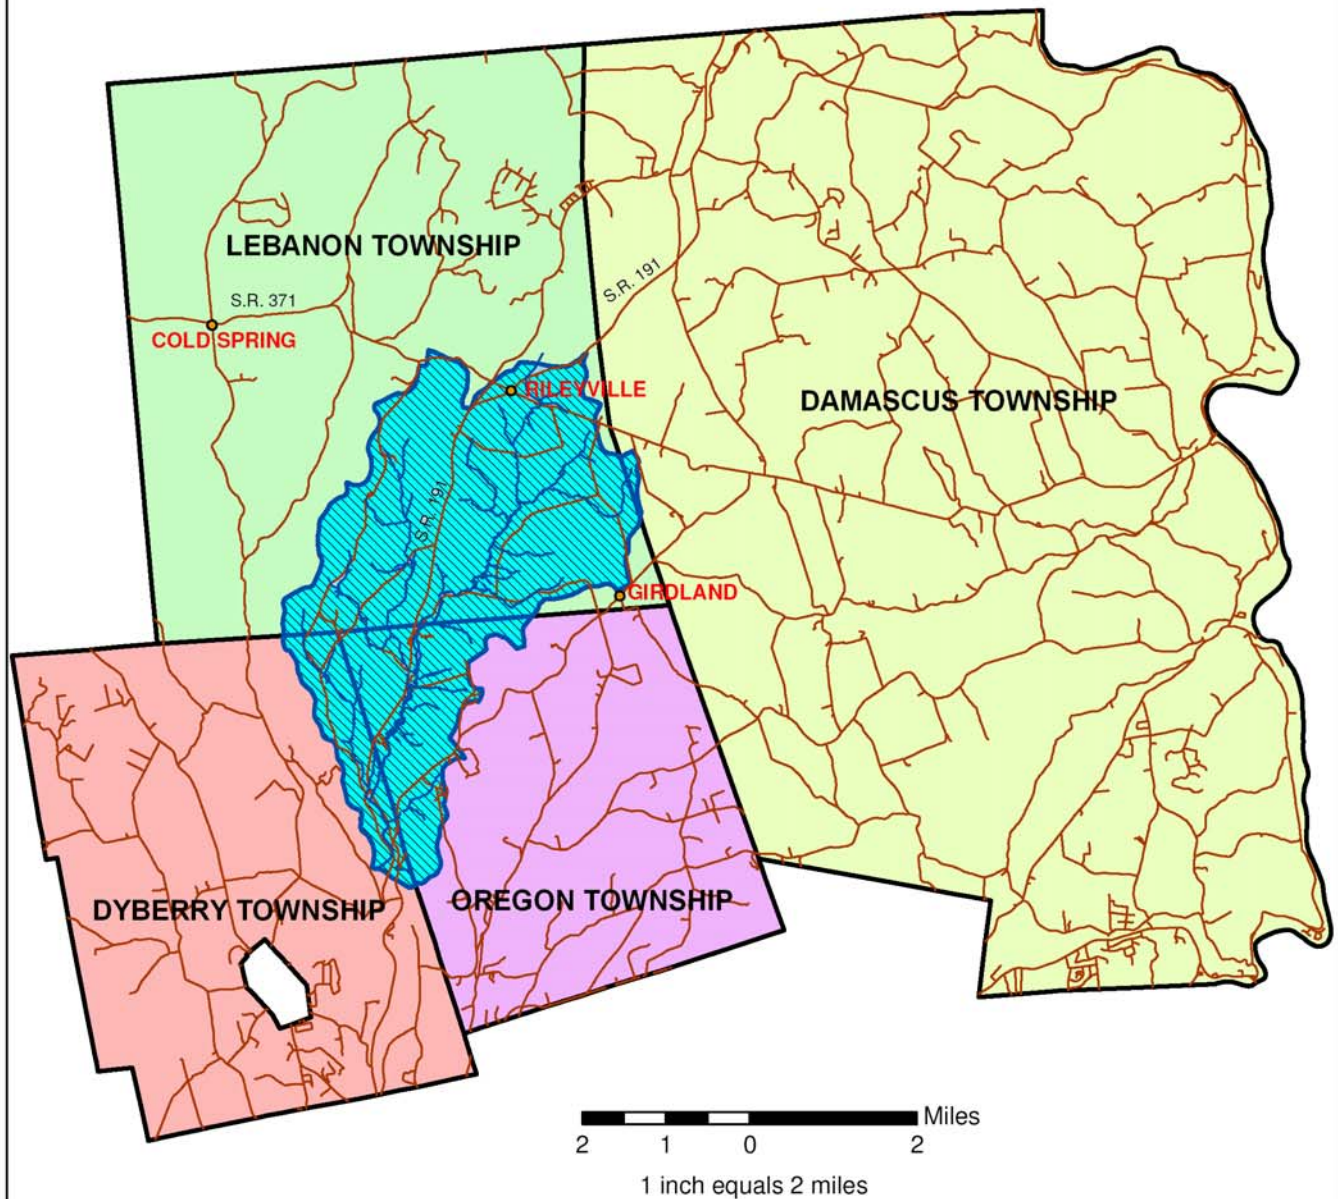 LEBANON TOWNSHIP
S.R. 191
S.R. 371
COLD SPRING
RILEYVILLE
DAMASCUS TOWNSHIP
S.R. 191
GIRDLAND
OREGON TOWNSHIP
DYBERRY TOWNSHIP
Miles
2 1 0 2
1 inch equals 2 miles